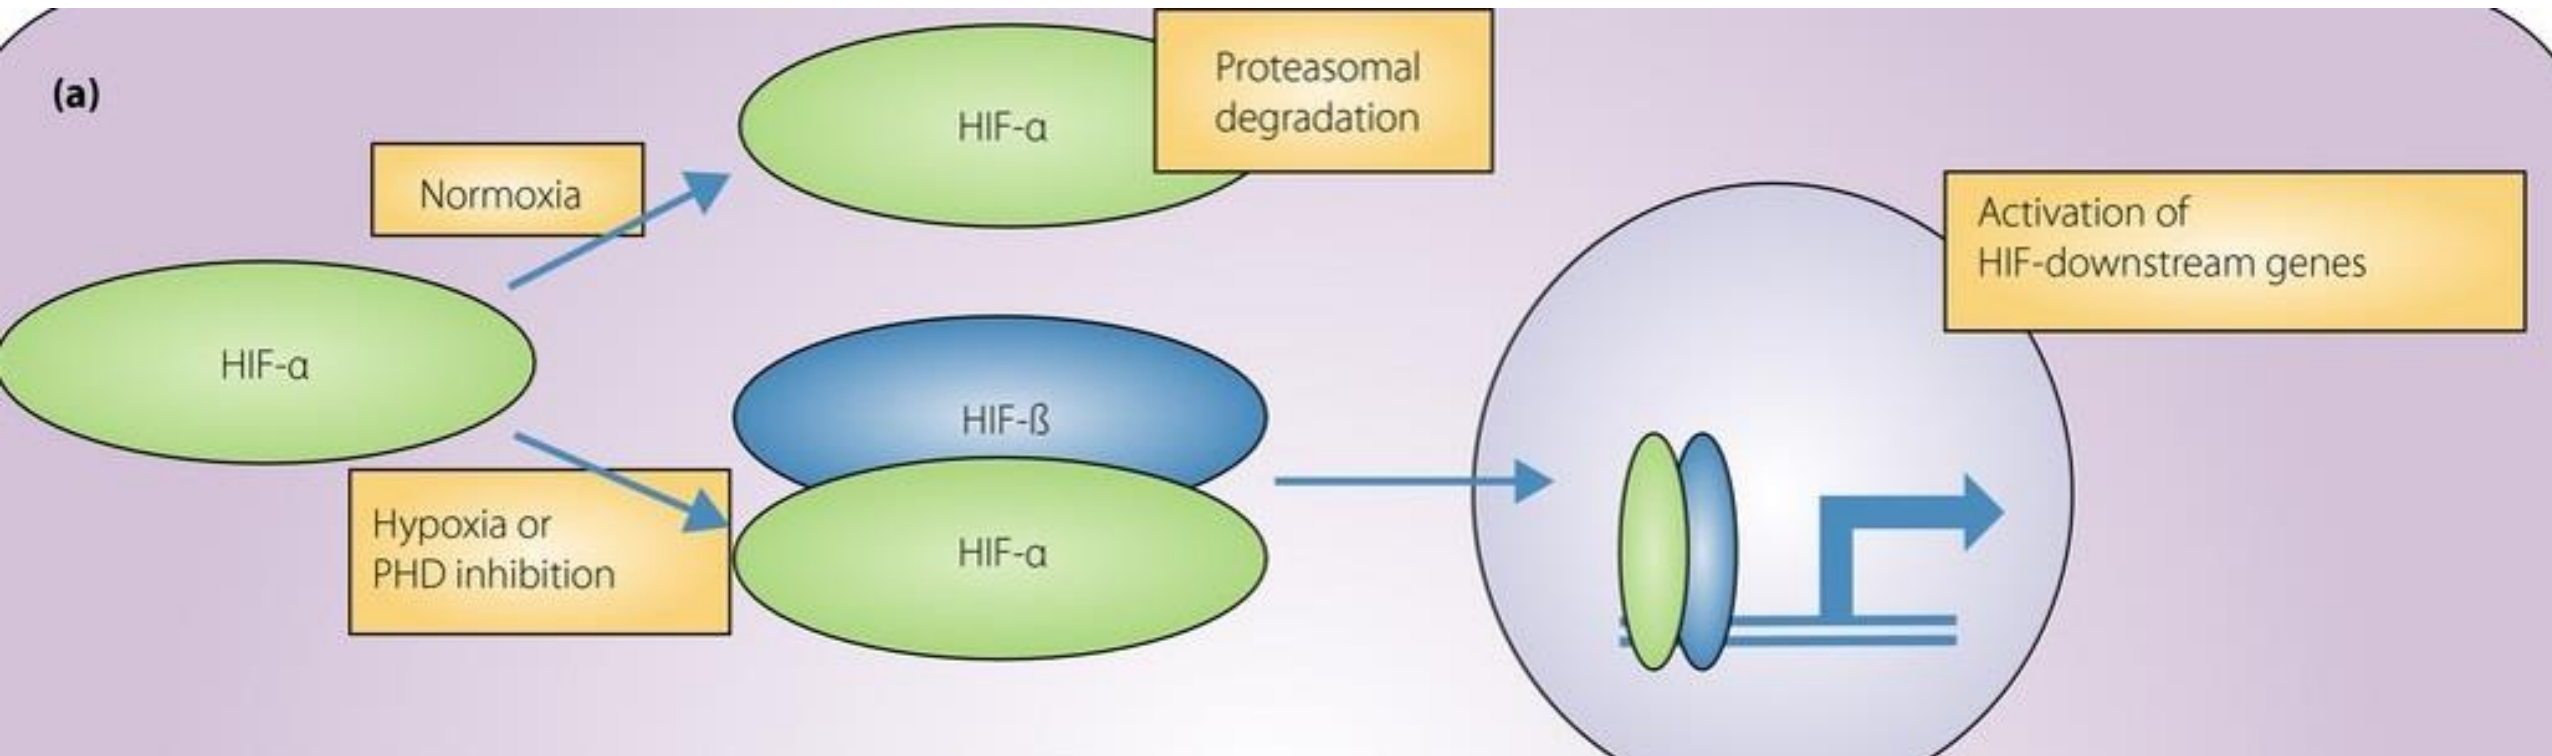 (a)
Proteasomal
degradation
HIF-α
Normoxia
Activation of
HIF-downstream genes
HIF-α
HIF-ß
Hypoxia or
PHD inhibition
HIF-α